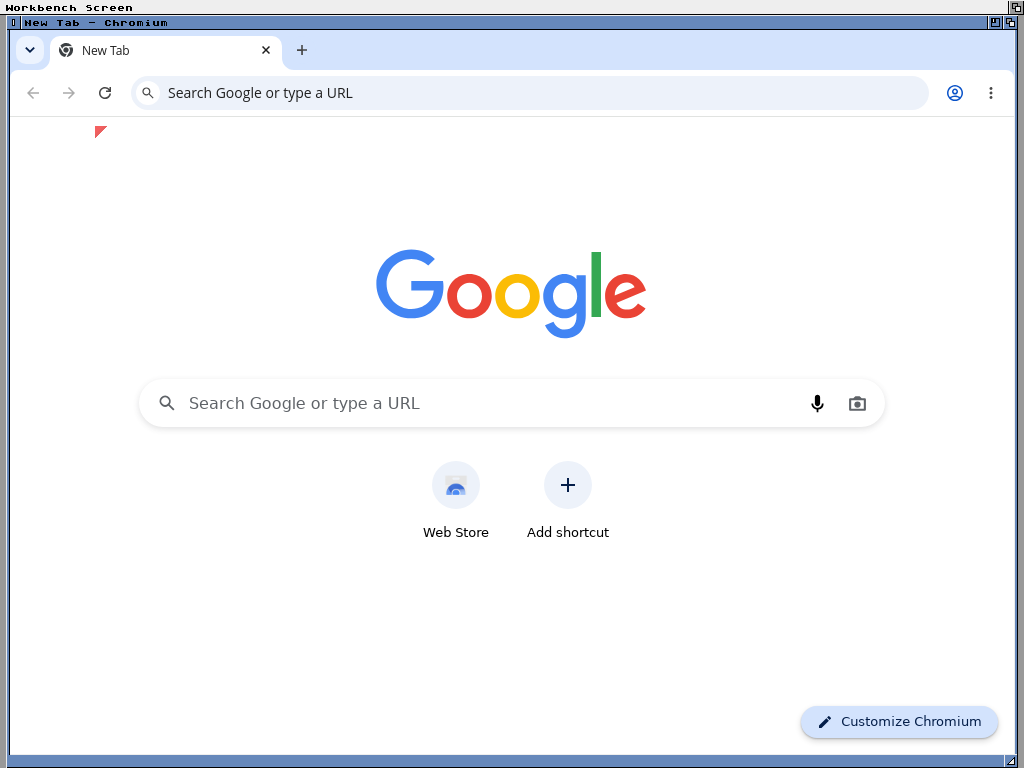 Workbench Screen
New Tab - Chromium
New Tab
Search Google or type a URL
Google
Search Google or type a URL
Web Store
Add shortcut
Customize Chromium